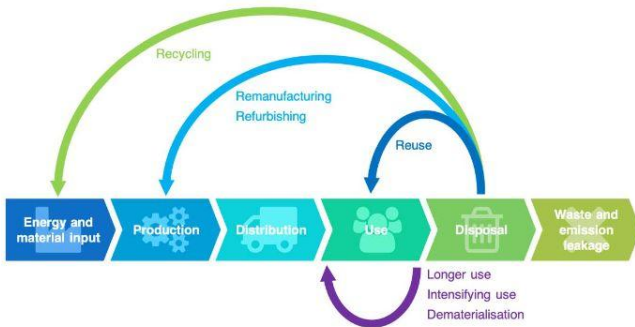 Recycling
Remanufacturing
Refurbishing
Reuse
Energy and
material input
Production
Distribution
Use
Disposal
Waste and
emission
leakage
Longer use
Intensifying use
Dematerialisation